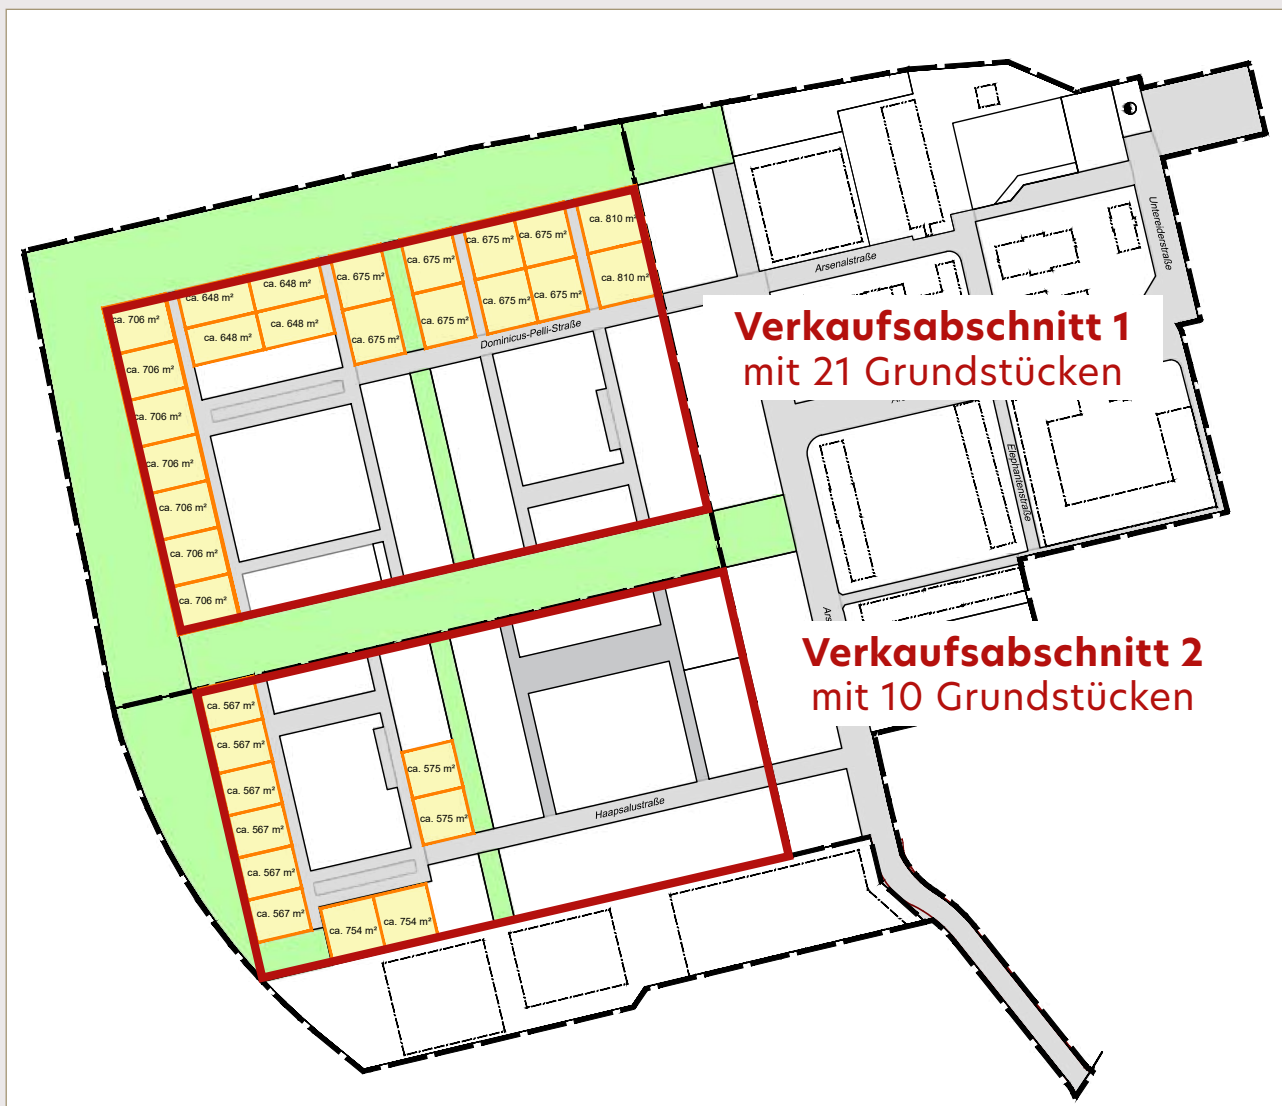 ca. 810 m²
ca. 810 m²
ca. 675 m²
ca. 675 m²
ca. 675 m²
ca. 675 m²
ca. 675 m²
ca. 675 m²
ca. 675 m²
ca. 675 m²
ca. 648 m²
ca. 648 m²
ca. 648 m²
ca. 648 m²
ca. 706 m²
ca. 706 m²
ca. 706 m²
ca. 706 m²
ca. 706 m²
ca. 706 m²
ca. 706 m²
Dominicus-Pelli-Straße
Arsenalstraße
Untereiderstraße
Verkaufsabschnitt 1
mit 21 Grundstücken
Elephantenstraße
Verkaufsabschnitt 2
mit 10 Grundstücken
ca. 567 m²
ca. 567 m²
ca. 567 m²
ca. 567 m²
ca. 567 m²
ca. 567 m²
ca. 575 m²
ca. 575 m²
Haapsalustraße
ca. 754 m²
ca. 754 m²